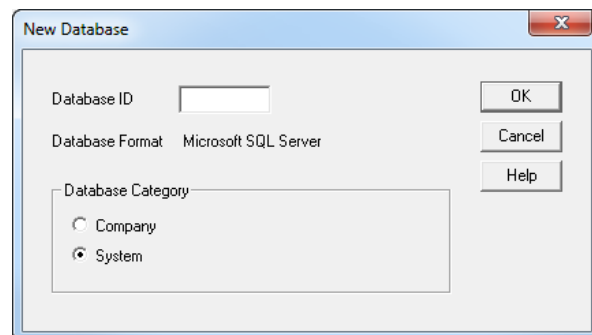 New Database
Database ID
OK
Database Format Microsoft SQL Server
Cancel
Help
Database Category
Company
System